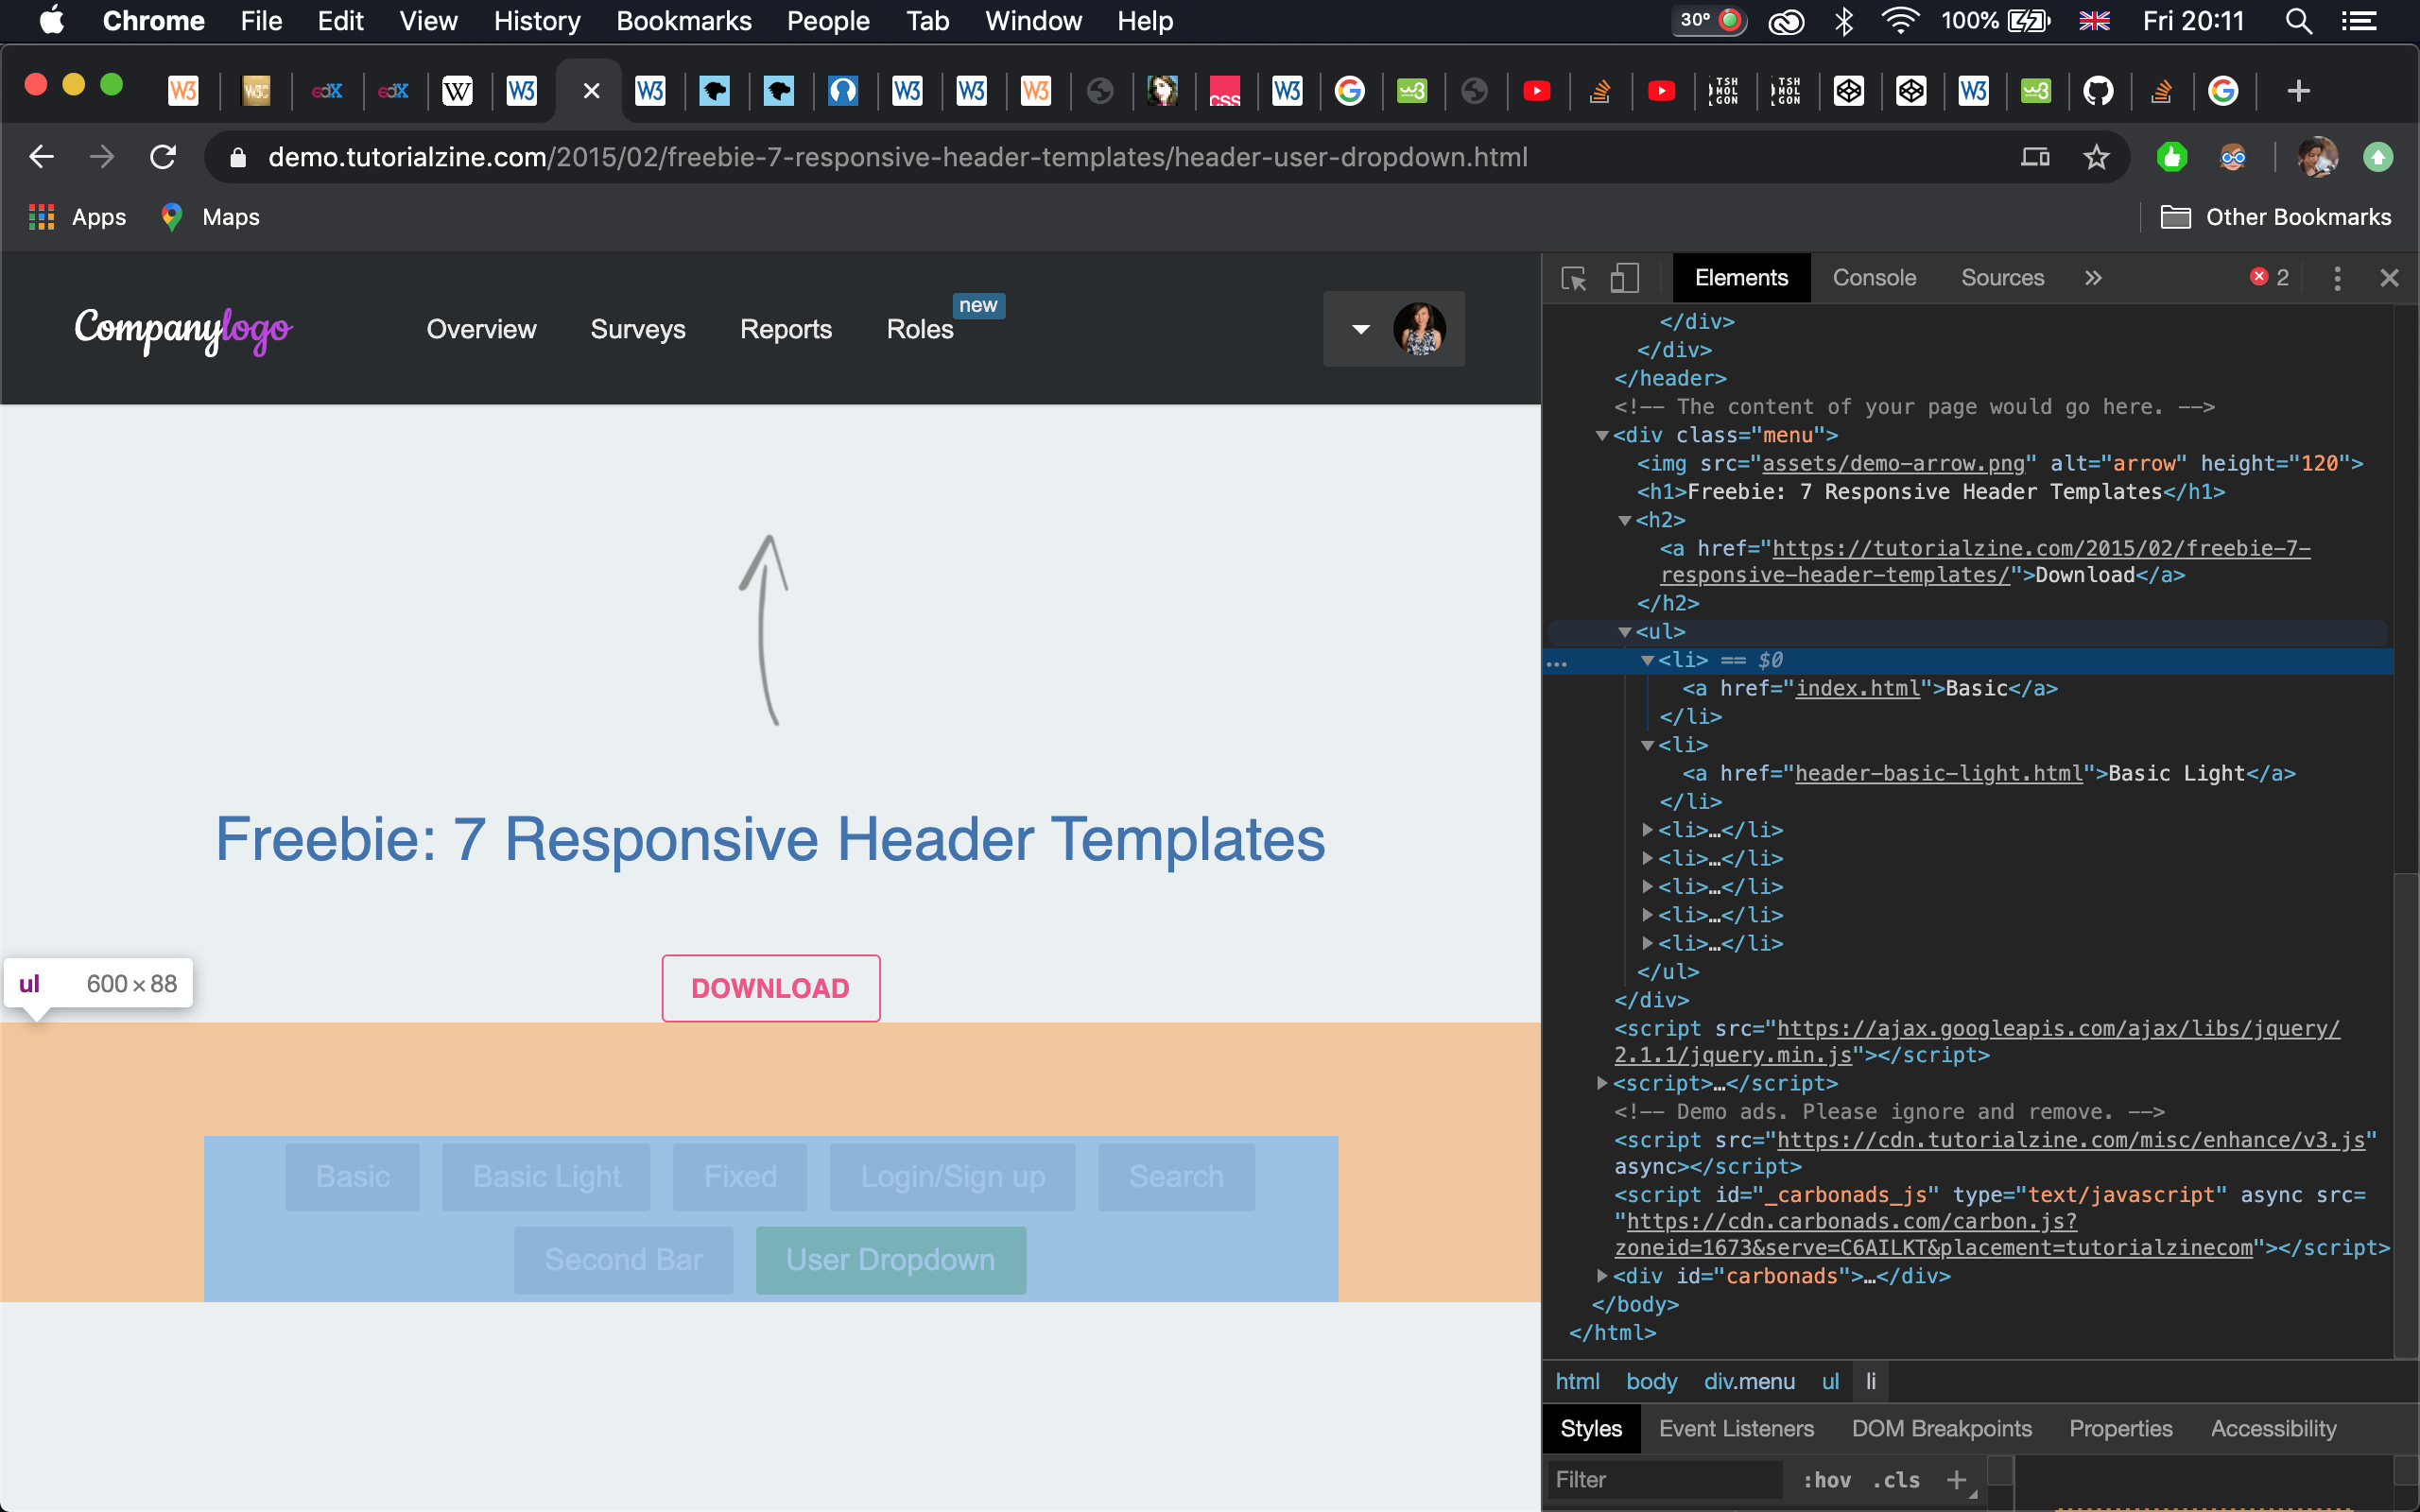 Chrome File Edit View History Bookmarks People Tab Window Help 30° 100% Fri 20:11
demo.tutorialzine.com/2015/02/freebie-7-responsive-header-templates/header-user-dropdown.html
Apps Maps Other Bookmarks
Companylogo Overview Surveys Reports Roles new
Freebie: 7 Responsive Header Templates
DOWNLOAD
ul 600 × 88
Basic Basic Light Fixed Login/Sign up Search
Second Bar User Dropdown
Elements Console Sources » 2
</div>
</div>
</header>
<!-- The content of your page would go here. -->
<div class="menu">
<img src="assets/demo-arrow.png" alt="arrow" height="120">
<h1>Freebie: 7 Responsive Header Templates</h1>
<h2>
<a href="https://tutorialzine.com/2015/02/freebie-7-
responsive-header-templates/">Download</a>
</h2>
<ul>
… <li> == $0
<a href="index.html">Basic</a>
</li>
<li>
<a href="header-basic-light.html">Basic Light</a>
</li>
<li>…</li>
<li>…</li>
<li>…</li>
<li>…</li>
<li>…</li>
</ul>
</div>
<script src="https://ajax.googleapis.com/ajax/libs/jquery/
2.1.1/jquery.min.js"></script>
<script>…</script>
<!-- Demo ads. Please ignore and remove. -->
<script src="https://cdn.tutorialzine.com/misc/enhance/v3.js"
async></script>
<script id="_carbonads_js" type="text/javascript" async src=
"https://cdn.carbonads.com/carbon.js?
zoneid=1673&serve=C6AILKT&placement=tutorialzinecom"></script>
<div id="carbonads">…</div>
</body>
</html>
html body div.menu ul li
Styles Event Listeners DOM Breakpoints Properties Accessibility
Filter :hov .cls +